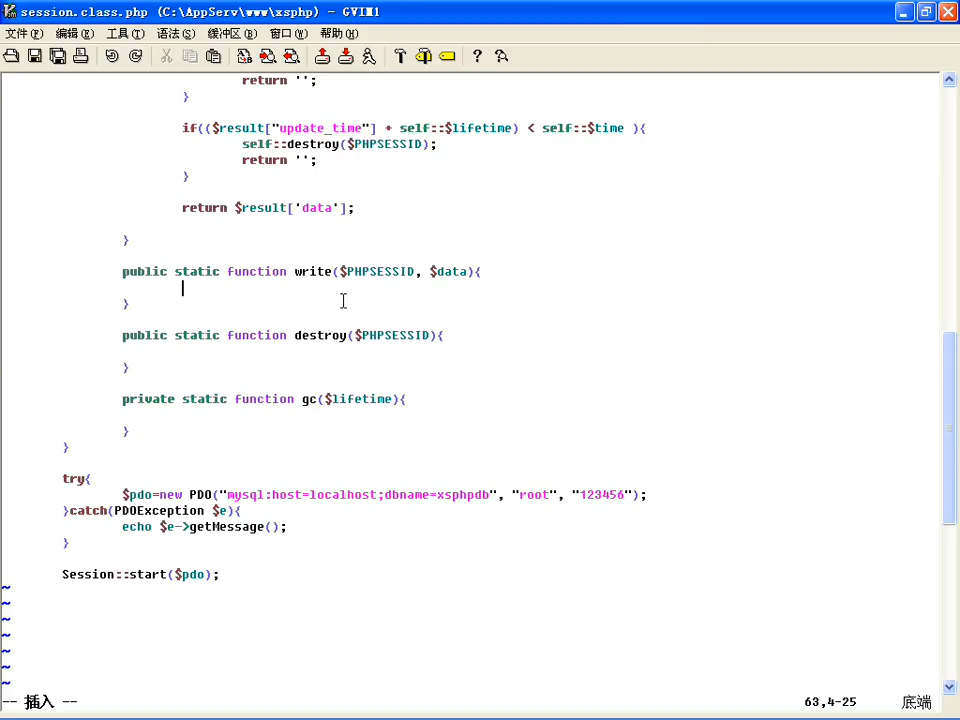 session.class.php (C:\AppServ\www\xsphp) - GVIM1
文件(F) 编辑(E) 工具(T) 语法(S) 缓冲区(B) 窗口(W) 帮助(H)
return '';
}
if(($result["update_time"] + self::$lifetime) < self::$time ){
self::destroy($PHPSESSID);
return '';
}
return $result['data'];
}
public static function write($PHPSESSID, $data){
}
public static function destroy($PHPSESSID){
}
private static function gc($lifetime){
}
}
try{
$pdo=new PDO("mysql:host=localhost;dbname=xsphpdb", "root", "123456");
}catch(PDOException $e){
echo $e->getMessage();
}
Session::start($pdo);
~
~
~
~
~
~
~
-- 插入 -- 63,4-25 底端